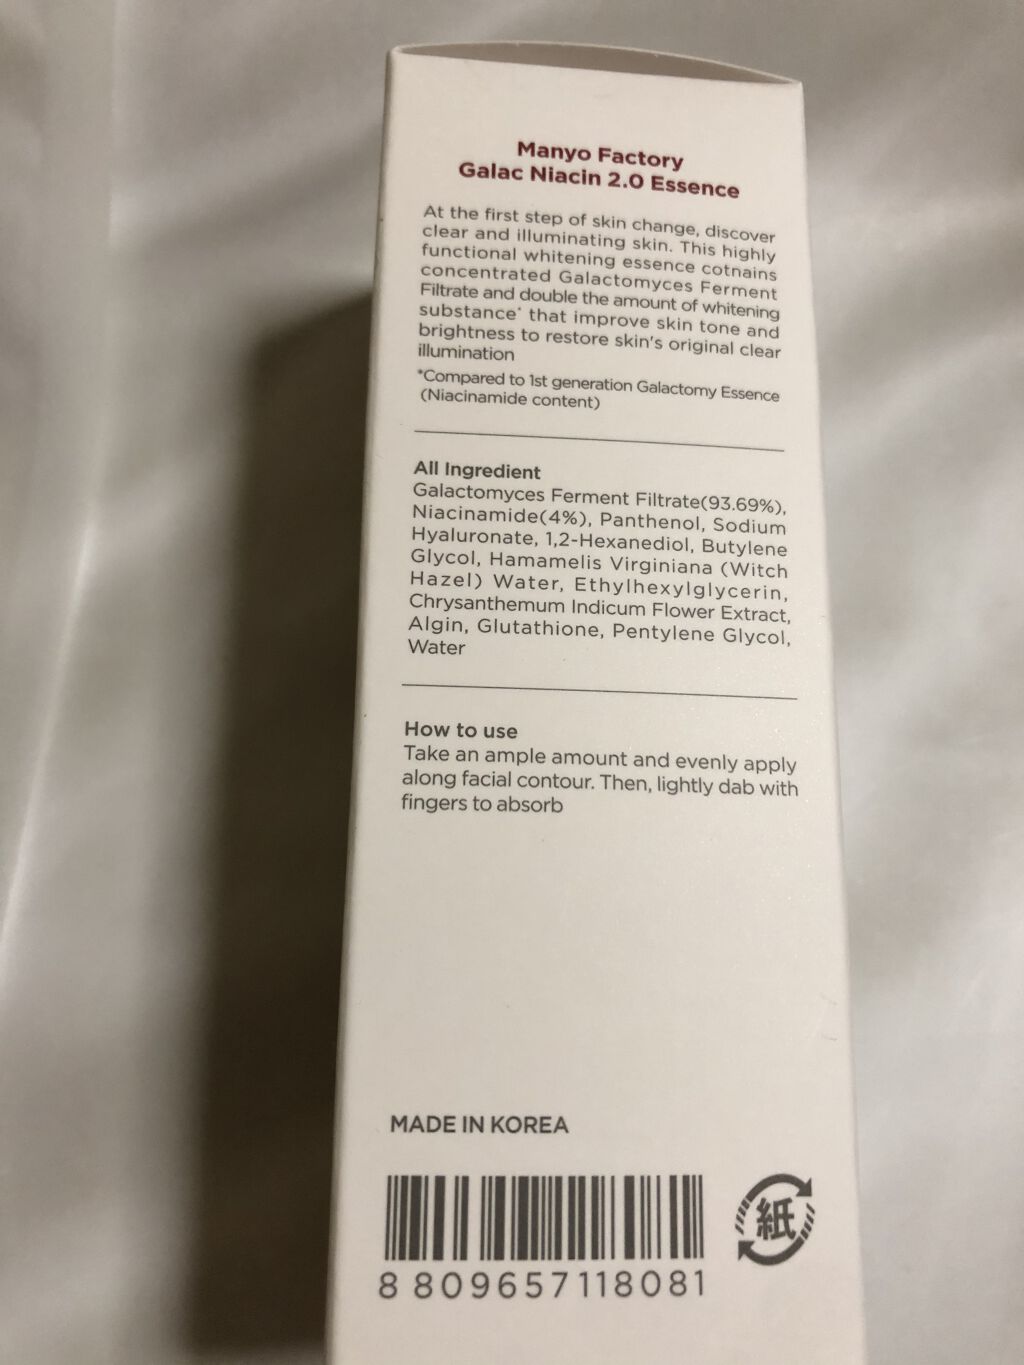 Manyo Factory
Galac Niacin 2.0 Essence
At the first step of skin change, discover
clear and illuminating skin. This highly
functional whitening essence cotnains
concentrated Galactomyces Ferment
Filtrate and double the amount of whitening
substance* that improve skin tone and
brightness to restore skin's original clear
illumination
*Compared to 1st generation Galactomy Essence
(Niacinamide content)
All Ingredient
Galactomyces Ferment Filtrate(93.69%),
Niacinamide(4%), Panthenol, Sodium
Hyaluronate, 1,2-Hexanediol, Butylene
Glycol, Hamamelis Virginiana (Witch
Hazel) Water, Ethylhexylglycerin,
Chrysanthemum Indicum Flower Extract,
Algin, Glutathione, Pentylene Glycol,
Water
How to use
Take an ample amount and evenly apply
along facial contour. Then, lightly dab with
fingers to absorb
MADE IN KOREA
紙
8 809657118081